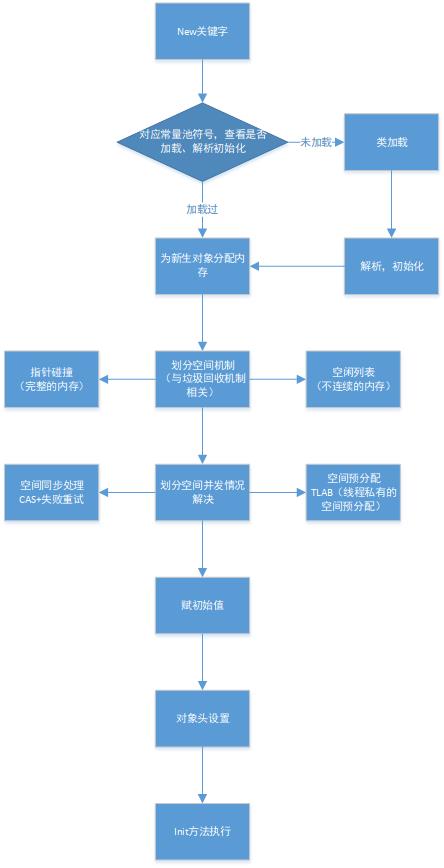 New关键字
对应常量池符号，查看是否
加载、解析初始化
未加载
类加载
加载过
为新生对象分配内
存
解析，初始化
指针碰撞
（完整的内存）
划分空间机制
（与垃圾回收机制
相关）
空闲列表
（不连续的内存）
空间同步处理
CAS+失败重试
划分空间并发情况
解决
空间预分配
TLAB（线程私有的
空间预分配）
赋初始值
对象头设置
Init方法执行